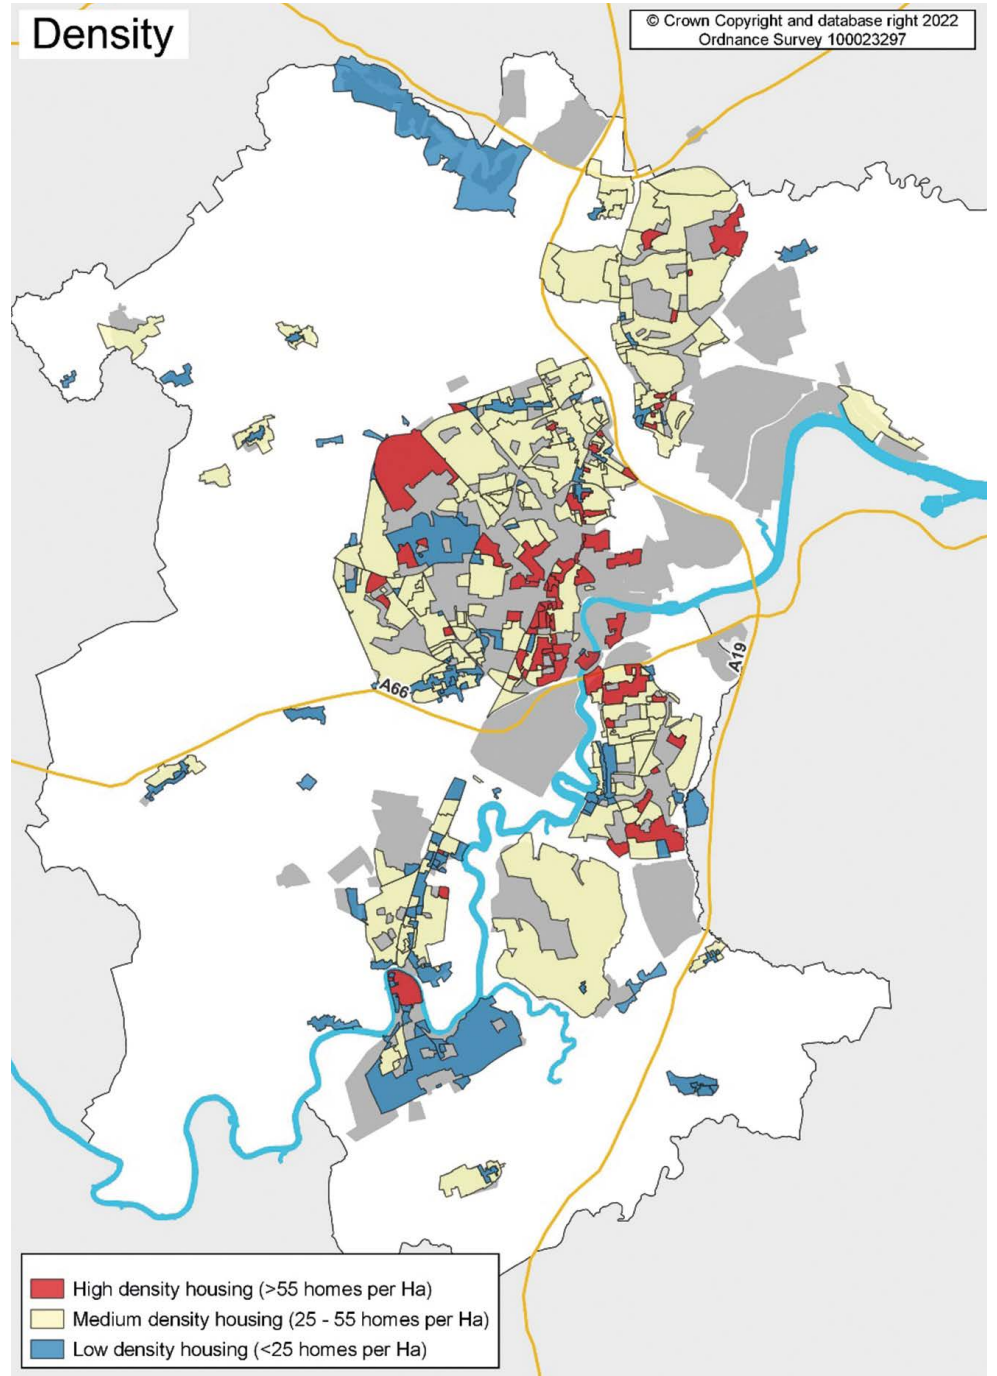 Density
© Crown Copyright and database right 2022
Ordnance Survey 100023297
A19
A66
High density housing (>55 homes per Ha)
Medium density housing (25 - 55 homes per Ha)
Low density housing (<25 homes per Ha)